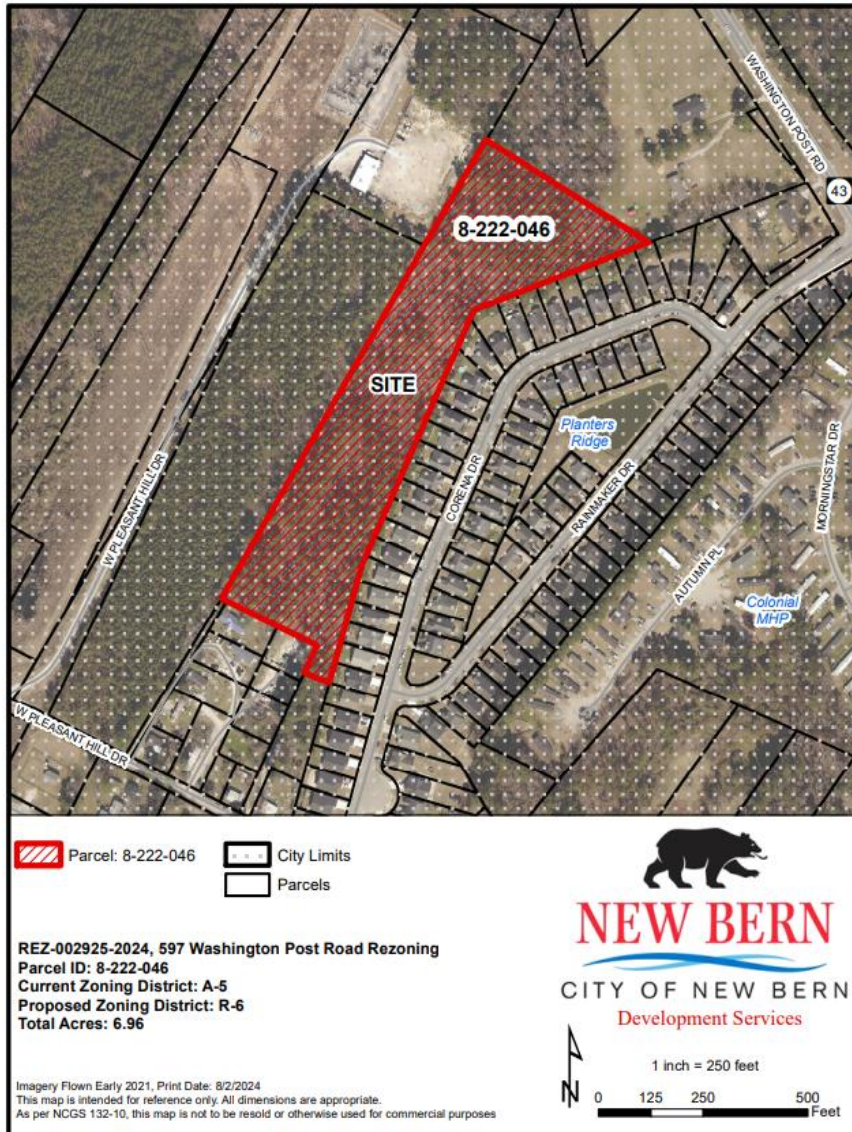 WASHINGTON POST RD
43
8-222-046
SITE
Planters
Ridge
CORENA DR
RAINMAKER DR
MORNINGSTAR DR
AUTUMN PL
Colonial
MHP
W PLEASANT HILL DR
W PLEASANT HILL DR
Parcel: 8-222-046
City Limits
Parcels
REZ-002925-2024, 597 Washington Post Road Rezoning
Parcel ID: 8-222-046
Current Zoning District: A-5
Proposed Zoning District: R-6
Total Acres: 6.96
Imagery Flown Early 2021, Print Date: 8/2/2024
This map is intended for reference only. All dimensions are appropriate.
As per NCGS 132-10, this map is not to be resold or otherwise used for commercial purposes
NEW BERN
CITY OF NEW BERN
Development Services
N
1 inch = 250 feet
0 125 250 500
Feet